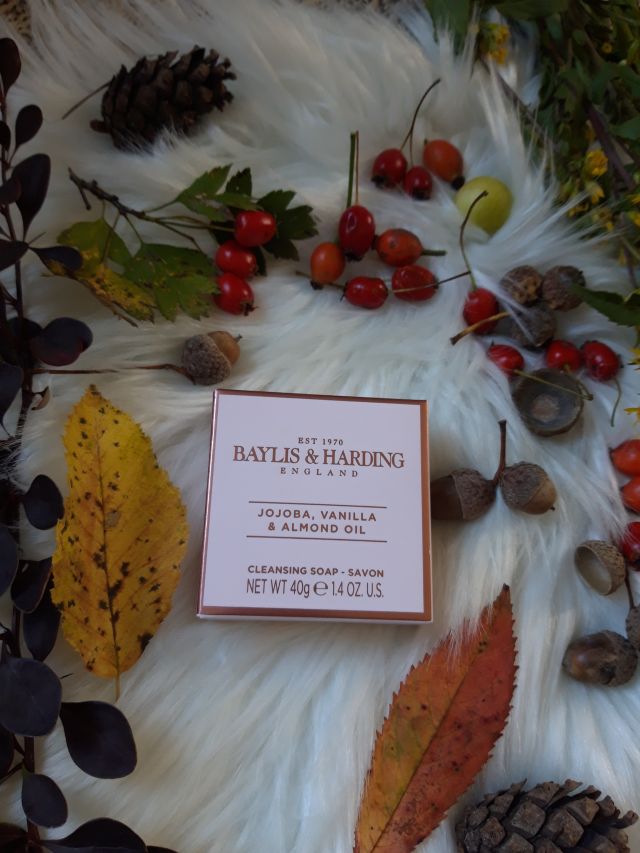 EST 1970
BAYLIS & HARDING
ENGLAND
JOJOBA, VANILLA
& ALMOND OIL
CLEANSING SOAP - SAVON
NET WT 40g ℮ 1.4 OZ. U.S.